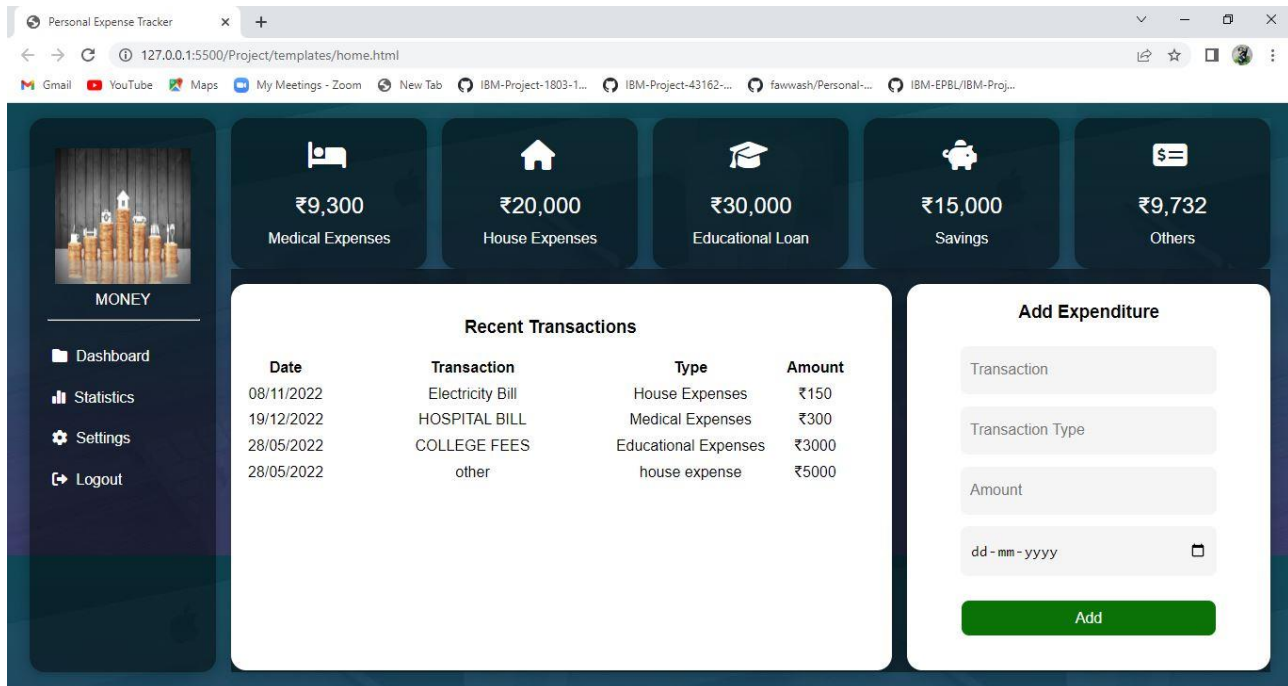 Personal Expense Tracker
127.0.0.1:5500/Project/templates/home.html
Gmail YouTube Maps My Meetings - Zoom New Tab IBM-Project-1803-1... IBM-Project-43162-... fawwash/Personal-... IBM-EPBL/IBM-Proj...
MONEY
Dashboard
Statistics
Settings
Logout
₹9,300
Medical Expenses
₹20,000
House Expenses
₹30,000
Educational Loan
₹15,000
Savings
₹9,732
Others
Recent Transactions
Date Transaction Type Amount
08/11/2022 Electricity Bill House Expenses ₹150
19/12/2022 HOSPITAL BILL Medical Expenses ₹300
28/05/2022 COLLEGE FEES Educational Expenses ₹3000
28/05/2022 other house expense ₹5000
Add Expenditure
Transaction
Transaction Type
Amount
dd-mm-yyyy
Add